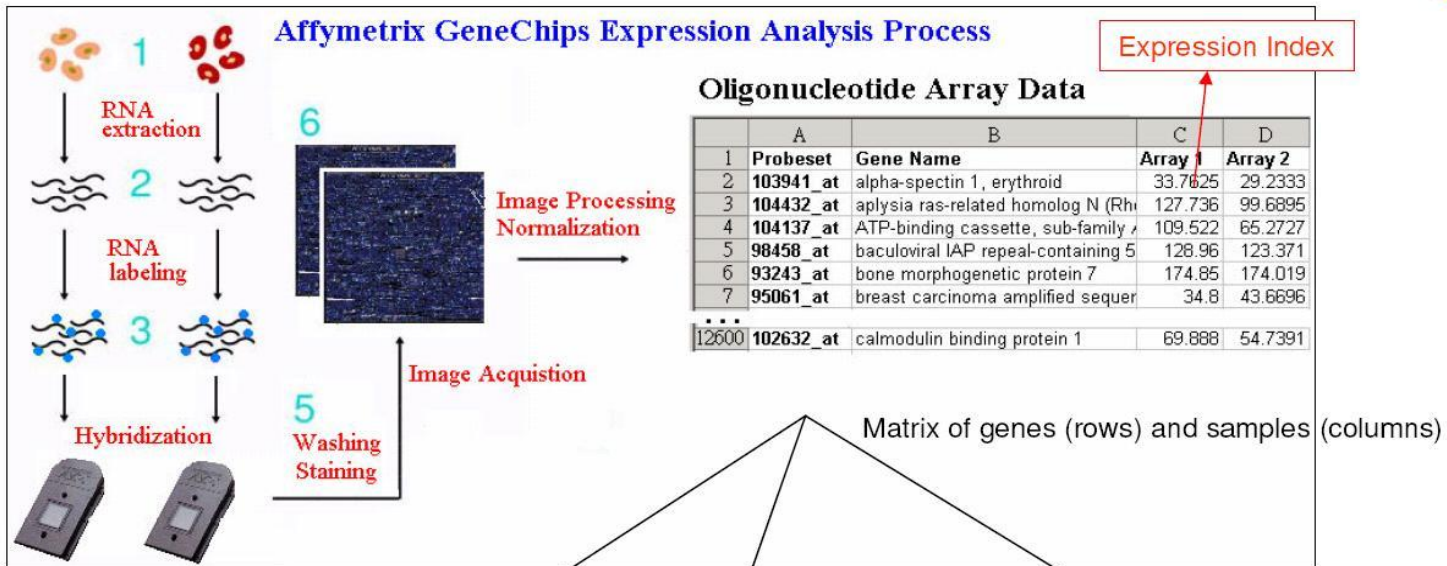 Affymetrix GeneChips Expression Analysis Process
Expression Index
1
RNA
extraction
2
RNA
labeling
3
Hybridization
5
Washing
Staining
Image Acquistion
6
Image Processing
Normalization
Oligonucleotide Array Data
A B C D
1 Probeset Gene Name Array 1 Array 2
2 103941_at alpha-spectin 1, erythroid 33.7625 29.2333
3 104432_at aplysia ras-related homolog N (Rho 127.736 99.6895
4 104137_at ATP-binding cassette, sub-family A 109.522 65.2727
5 98458_at baculoviral IAP repeal-containing 5 128.96 123.371
6 93243_at bone morphogenetic protein 7 174.85 174.019
7 95061_at breast carcinoma amplified sequer 34.8 43.6696
...
12600 102632_at calmodulin binding protein 1 69.888 54.7391
Matrix of genes (rows) and samples (columns)